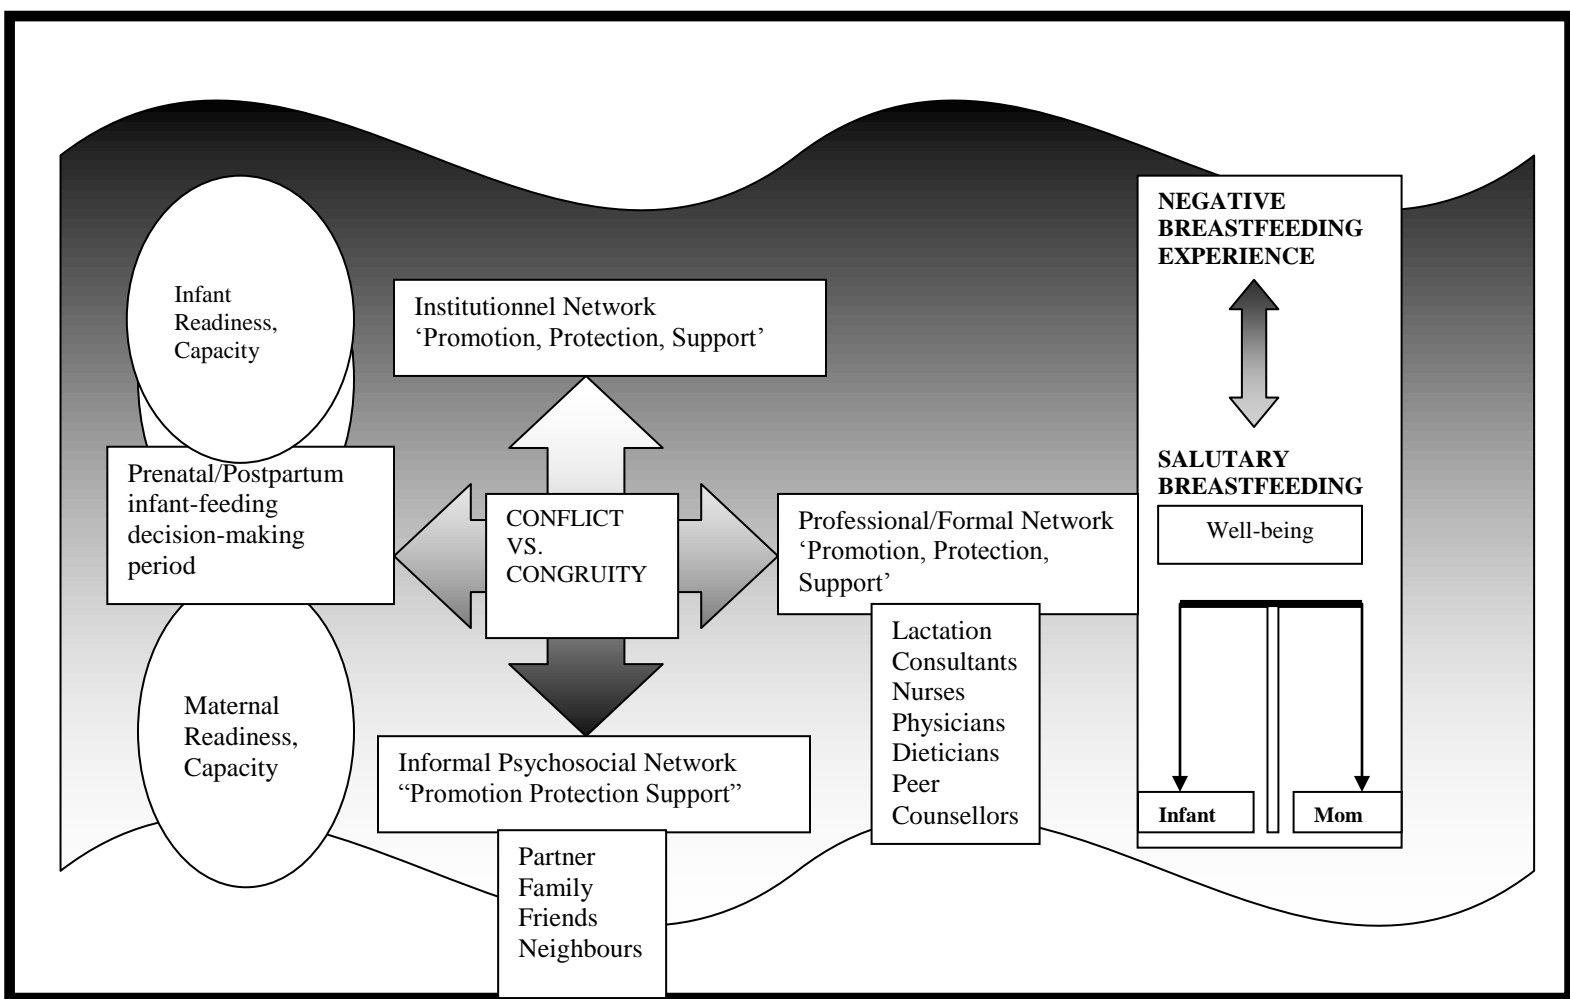 Infant
Readiness,
Capacity
Prenatal/Postpartum
infant-feeding
decision-making
period
Maternal
Readiness,
Capacity
Institutionnel Network
‘Promotion, Protection, Support’
CONFLICT
VS.
CONGRUITY
Informal Psychosocial Network
“Promotion Protection Support”
Partner
Family
Friends
Neighbours
Professional/Formal Network
‘Promotion, Protection,
Support’
Lactation
Consultants
Nurses
Physicians
Dieticians
Peer
Counsellors
NEGATIVE
BREASTFEEDING
EXPERIENCE
SALUTARY
BREASTFEEDING
Well-being
Infant
Mom